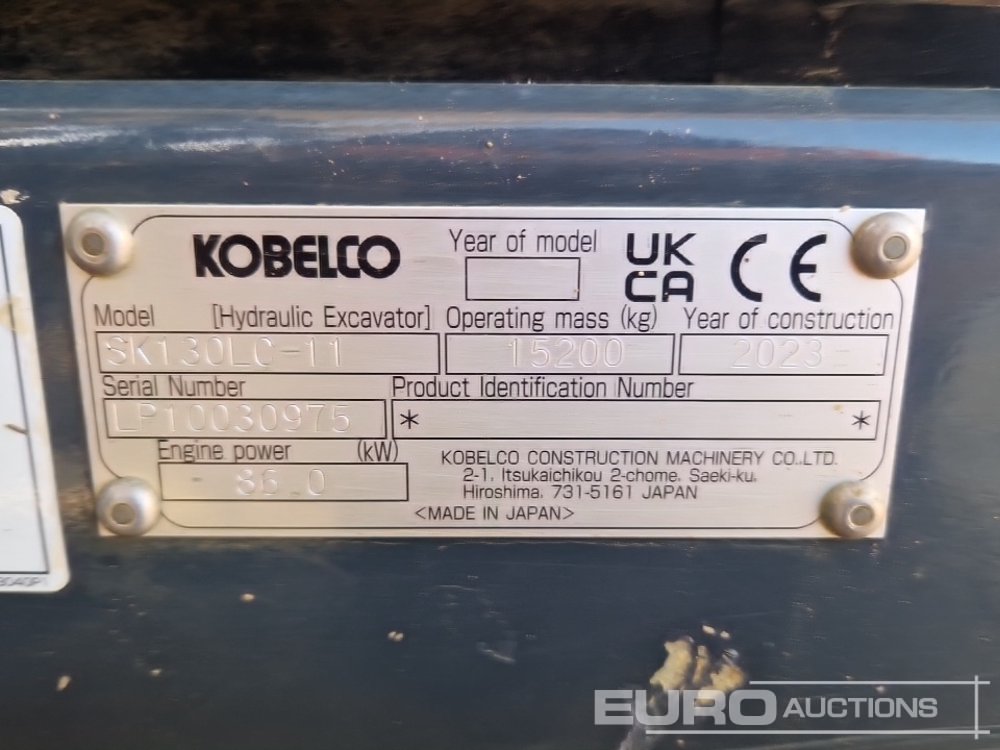 KOBELCO
Year of model
UK
CA CE
Model [Hydraulic Excavator] Operating mass (kg) Year of construction
SK130LC-11 15200 2023
Serial Number Product Identification Number
LP10030975 * *
Engine power (kW)
86.0
KOBELCO CONSTRUCTION MACHINERY CO.,LTD.
2-1, Itsukaichikou 2-chome, Saeki-ku,
Hiroshima, 731-5161 JAPAN
<MADE IN JAPAN>
EURO AUCTIONS